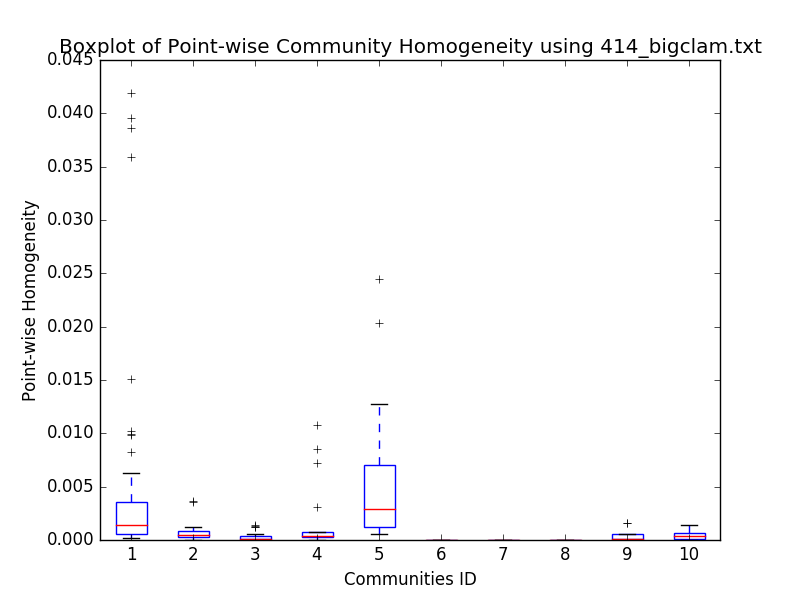 Boxplot of Point-wise Community Homogeneity using 414_bigclam.txt
0.045
0.040
0.035
0.030
0.025
0.020
0.015
0.010
0.005
0.000
Point-wise Homogeneity
1 2 3 4 5 6 7 8 9 10
Communities ID